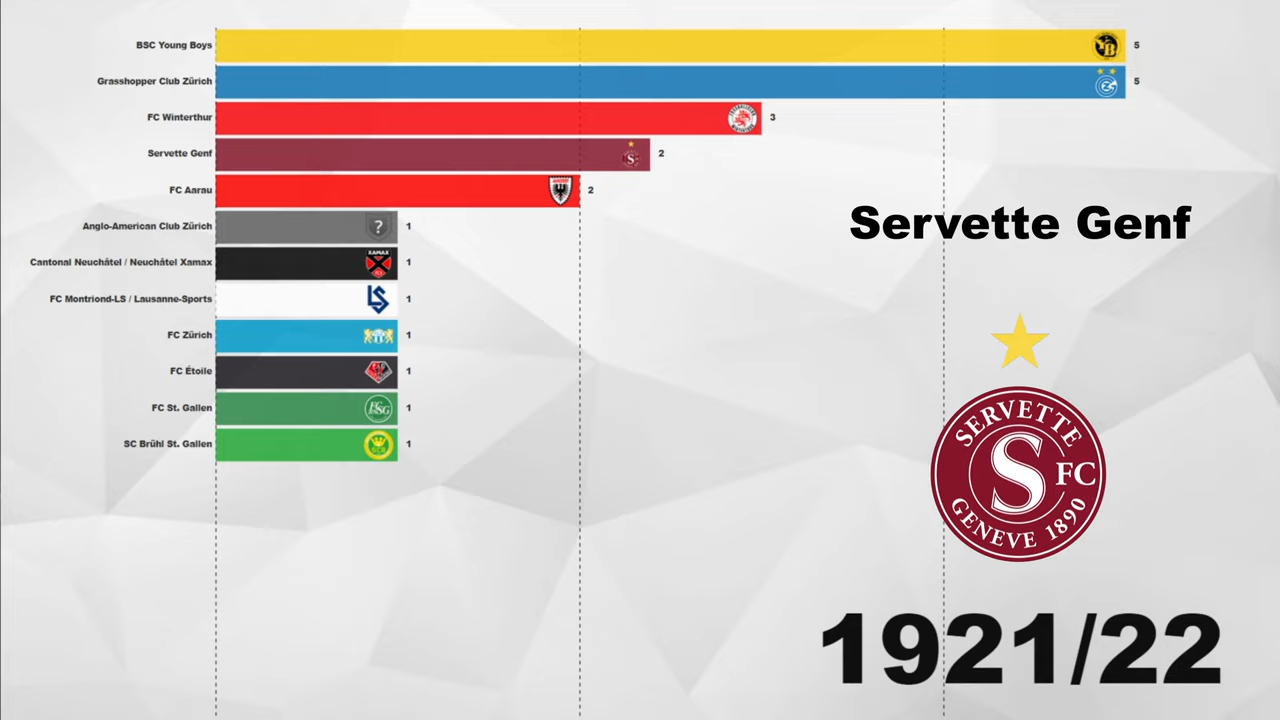 BSC Young Boys 5
Grasshopper Club Zürich 5
FC Winterthur 3
Servette Genf 2
FC Aarau 2
Anglo-American Club Zürich ? 1
Cantonal Neuchâtel / Neuchâtel Xamax XAMAX 1
FC Montriond-LS / Lausanne-Sports LS 1
FC Zürich 1
FC Étoile 1
FC St. Gallen 1
SC Brühl St. Gallen 1
Servette Genf
SERVETTE
S FC
GENEVE 1890
1921/22